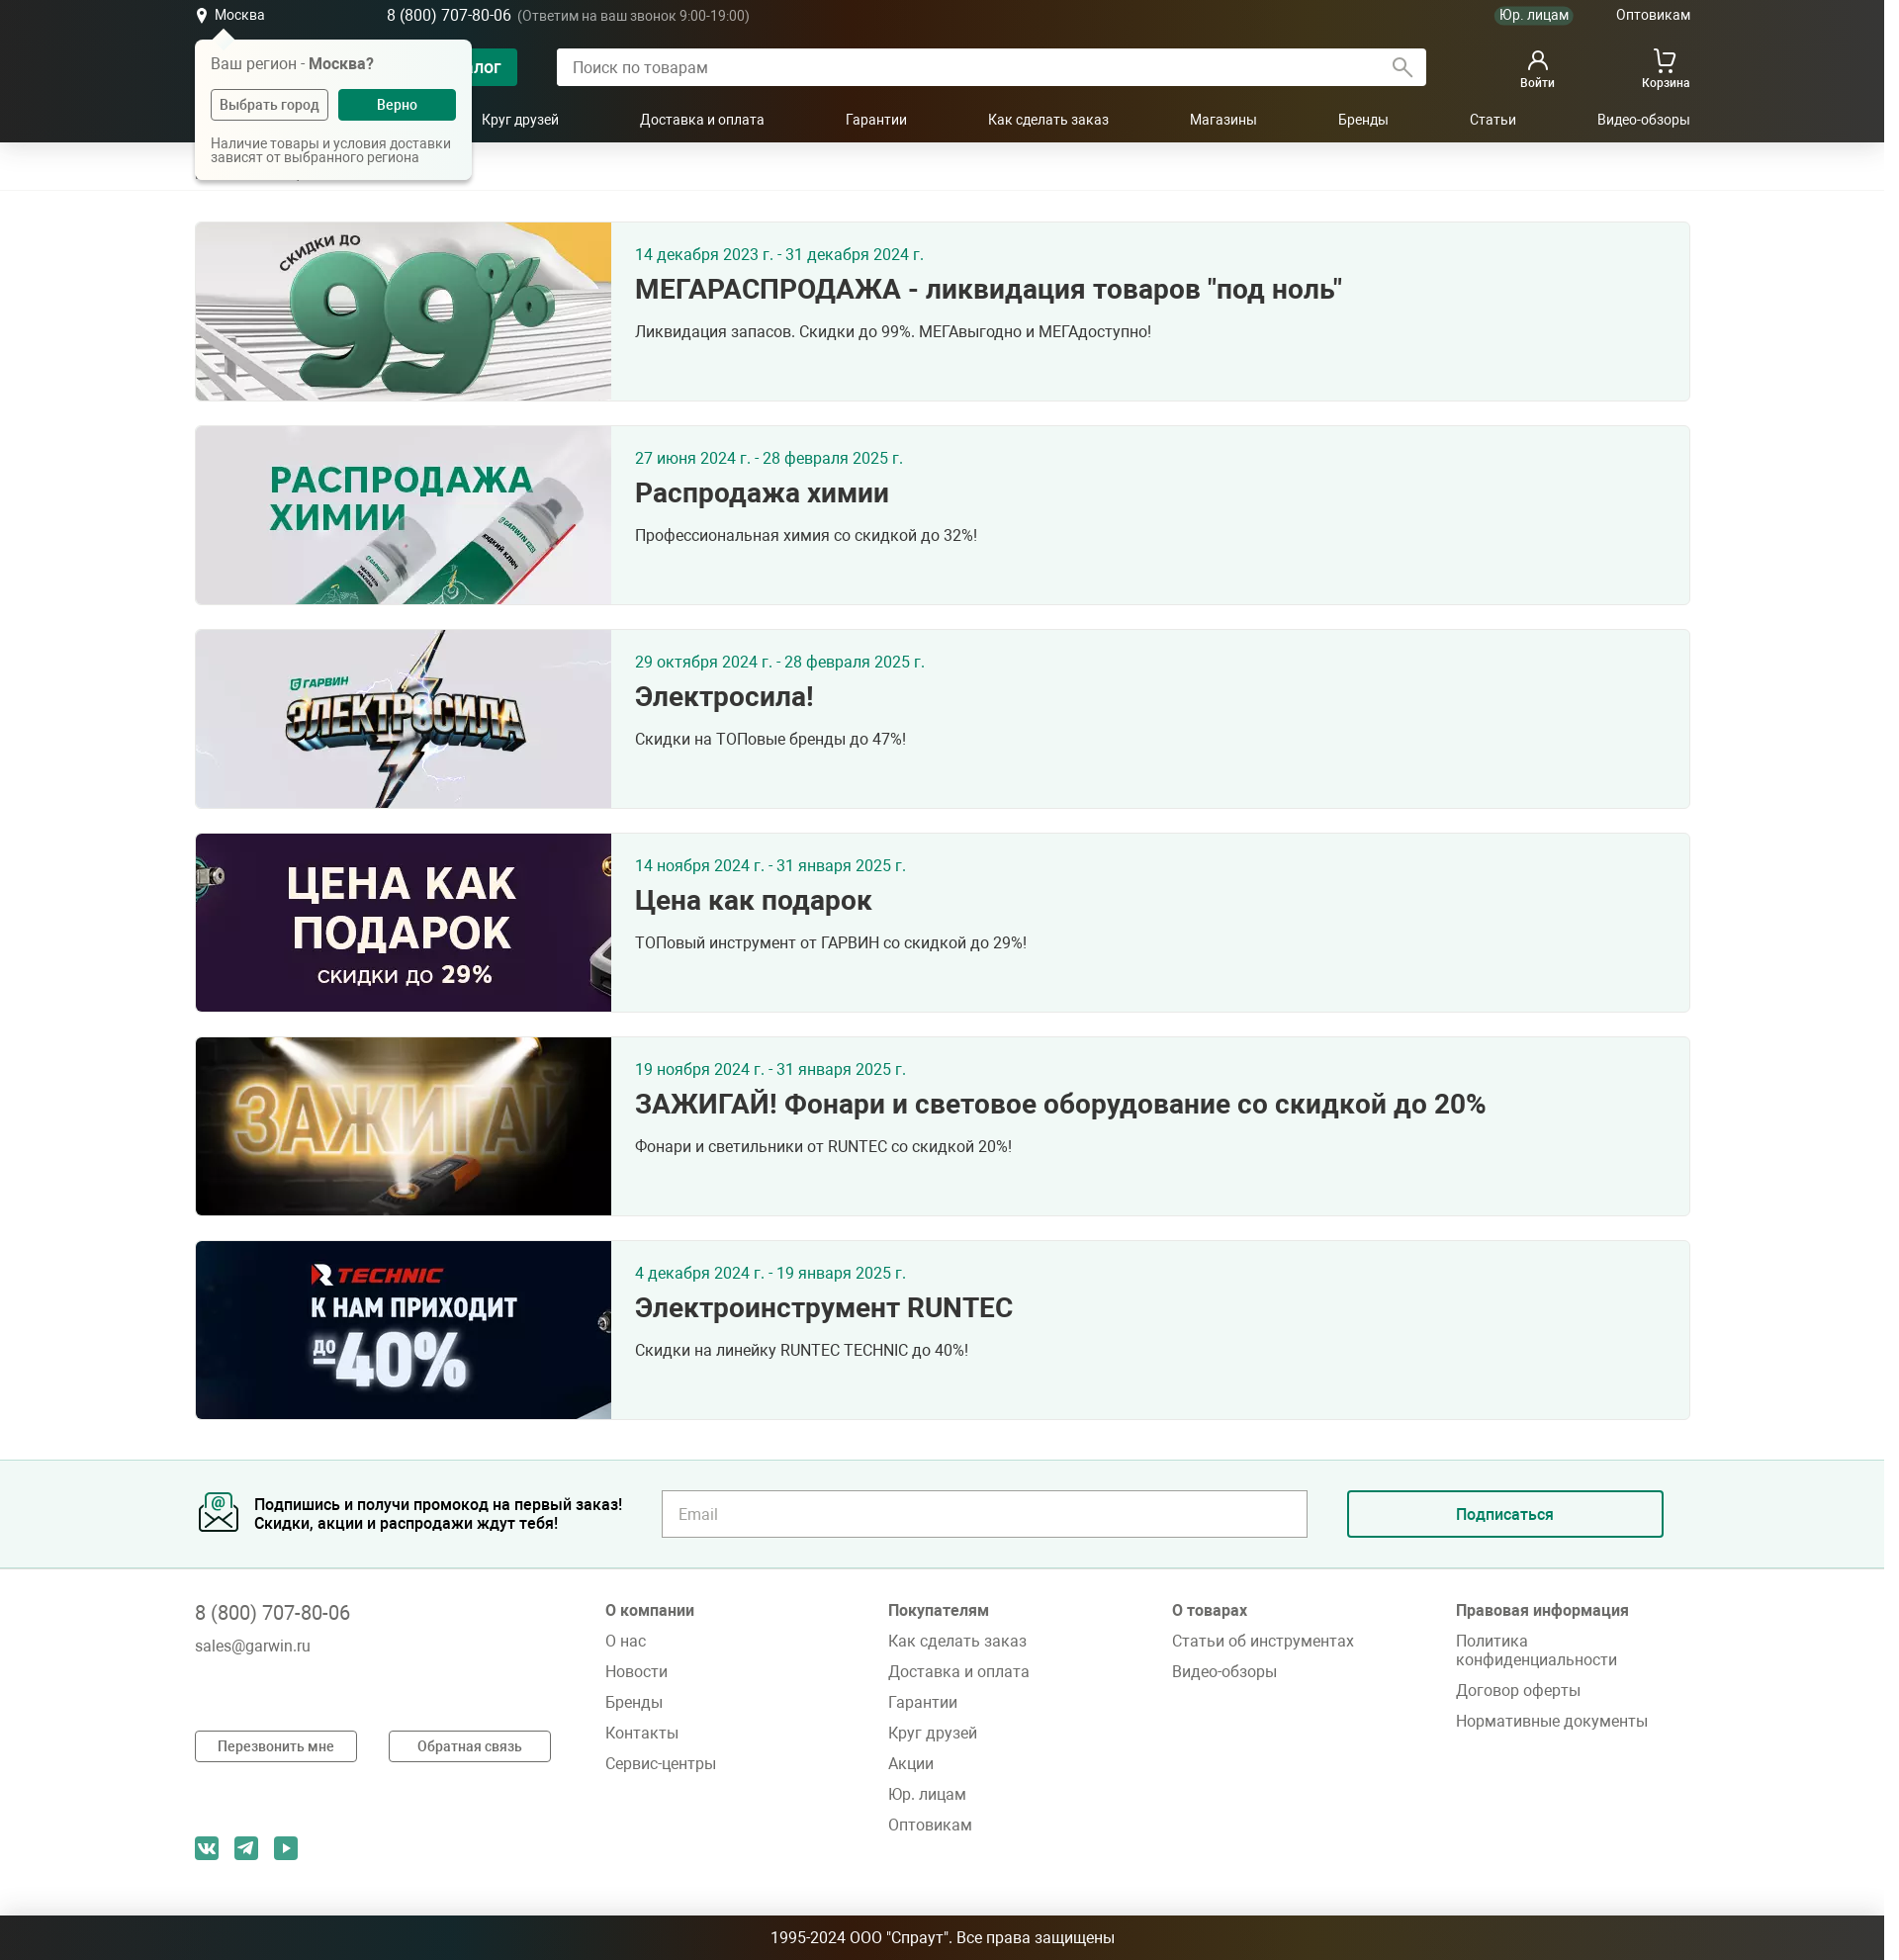 Москва
8 (800) 707-80-06 (Ответим на ваш звонок 9:00-19:00)
Юр. лицам
Оптовикам
Ваш регион - Москва?
Выбрать город
Верно
Наличие товары и условия доставки
зависят от выбранного региона
Поиск по товарам
Войти
Корзина
Круг друзей
Доставка и оплата
Гарантии
Как сделать заказ
Магазины
Бренды
Статьи
Видео-обзоры
СКИДКИ ДО
99%
14 декабря 2023 г. - 31 декабря 2024 г.
МЕГАРАСПРОДАЖА - ликвидация товаров "под ноль"
Ликвидация запасов. Скидки до 99%. МЕГАвыгодно и МЕГАдоступно!
РАСПРОДАЖА
ХИМИИ
GARWIN
GARWIN
ЖИДКИЙ КЛЮЧ
27 июня 2024 г. - 28 февраля 2025 г.
Распродажа химии
Профессиональная химия со скидкой до 32%!
ГАРВИН
ЭЛЕКТРОСИЛА
29 октября 2024 г. - 28 февраля 2025 г.
Электросила!
Скидки на ТОПовые бренды до 47%!
ЦЕНА КАК
ПОДАРОК
СКИДКИ ДО 29%
14 ноября 2024 г. - 31 января 2025 г.
Цена как подарок
ТОПовый инструмент от ГАРВИН со скидкой до 29%!
ЗАЖИГАЙ
19 ноября 2024 г. - 31 января 2025 г.
ЗАЖИГАЙ! Фонари и световое оборудование со скидкой до 20%
Фонари и светильники от RUNTEC со скидкой 20%!
TECHNIC
К НАМ ПРИХОДИТ
ДО
-40%
4 декабря 2024 г. - 19 января 2025 г.
Электроинструмент RUNTEC
Скидки на линейку RUNTEC TECHNIC до 40%!
Подпишись и получи промокод на первый заказ!
Скидки, акции и распродажи ждут тебя!
Email
Подписаться
8 (800) 707-80-06
sales@garwin.ru
Перезвонить мне
Обратная связь
О компании
О нас
Новости
Бренды
Контакты
Сервис-центры
Покупателям
Как сделать заказ
Доставка и оплата
Гарантии
Круг друзей
Акции
Юр. лицам
Оптовикам
О товарах
Статьи об инструментах
Видео-обзоры
Правовая информация
Политика
конфиденциальности
Договор оферты
Нормативные документы
1995-2024 ООО "Спраут". Все права защищены